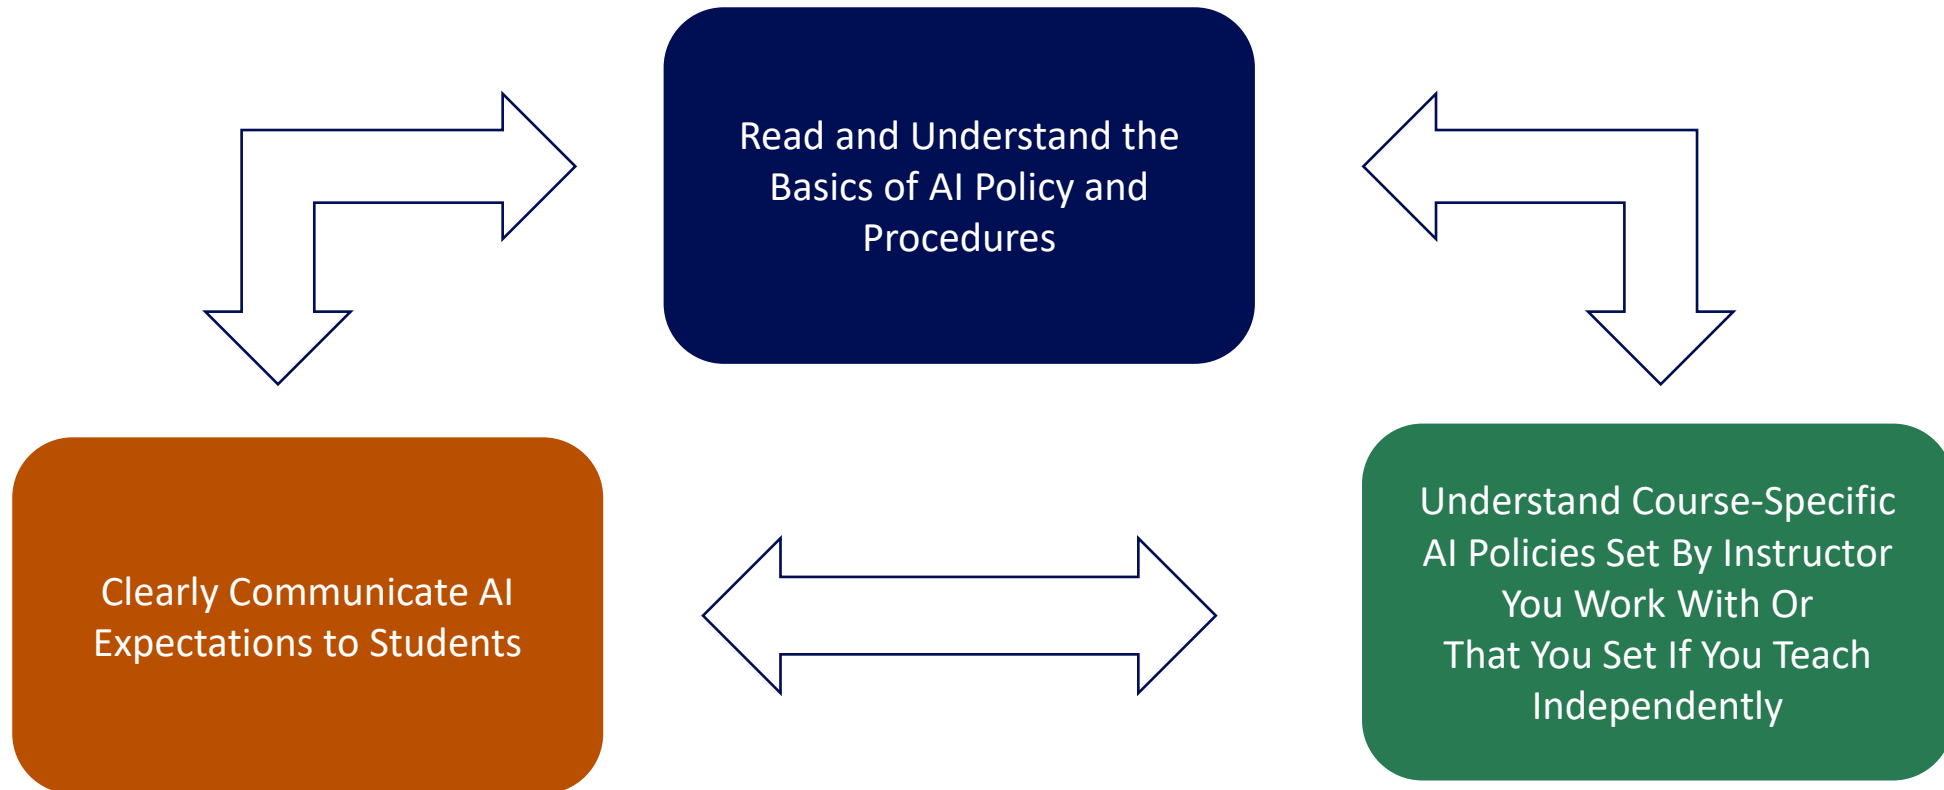 Read and Understand the
Basics of AI Policy and
Procedures
Clearly Communicate AI
Expectations to Students
Understand Course-Specific
AI Policies Set By Instructor
You Work With Or
That You Set If You Teach
Independently